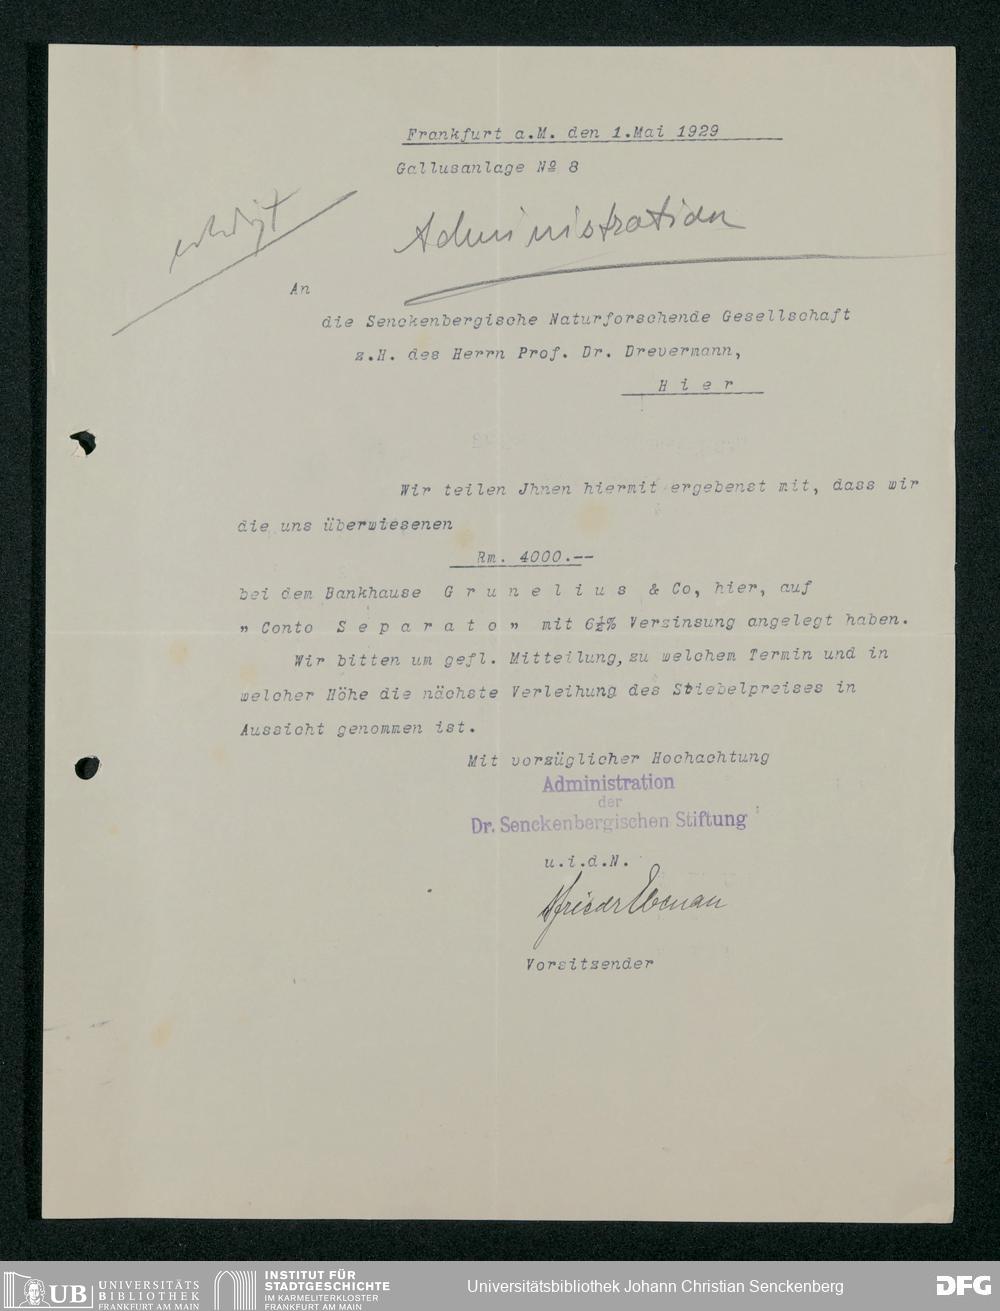 Frankfurt a.M. den 1.Mai 1929
Gallusanlage № 8
erledigt
Administration
An
die Senckenbergische Naturforschende Gesellschaft
z.H. des Herrn Prof. Dr. Drevermann,
H i e r
Wir teilen Jhnen hiermit ergebenst mit, dass wir
die uns überwiesenen
Rm. 4000.--
bei dem Bankhause G r u n e l i u s & Co, hier, auf
" Conto S e p a r a t o " mit 6½% Verzinsung angelegt haben.
Wir bitten um gefl. Mitteilung, zu welchem Termin und in
welcher Höhe die nächste Verleihung des Stiebelpreises in
Aussicht genommen ist.
Mit vorzüglicher Hochachtung
Administration
der
Dr. Senckenbergischen Stiftung
u.i.d.N.
Ebenau
Vorsitzender
UB UNIVERSITÄTS
BIBLIOTHEK
FRANKFURT AM MAIN
INSTITUT FÜR
STADTGESCHICHTE
IM KARMELITERKLOSTER
FRANKFURT AM MAIN
Universitätsbibliothek Johann Christian Senckenberg
DFG